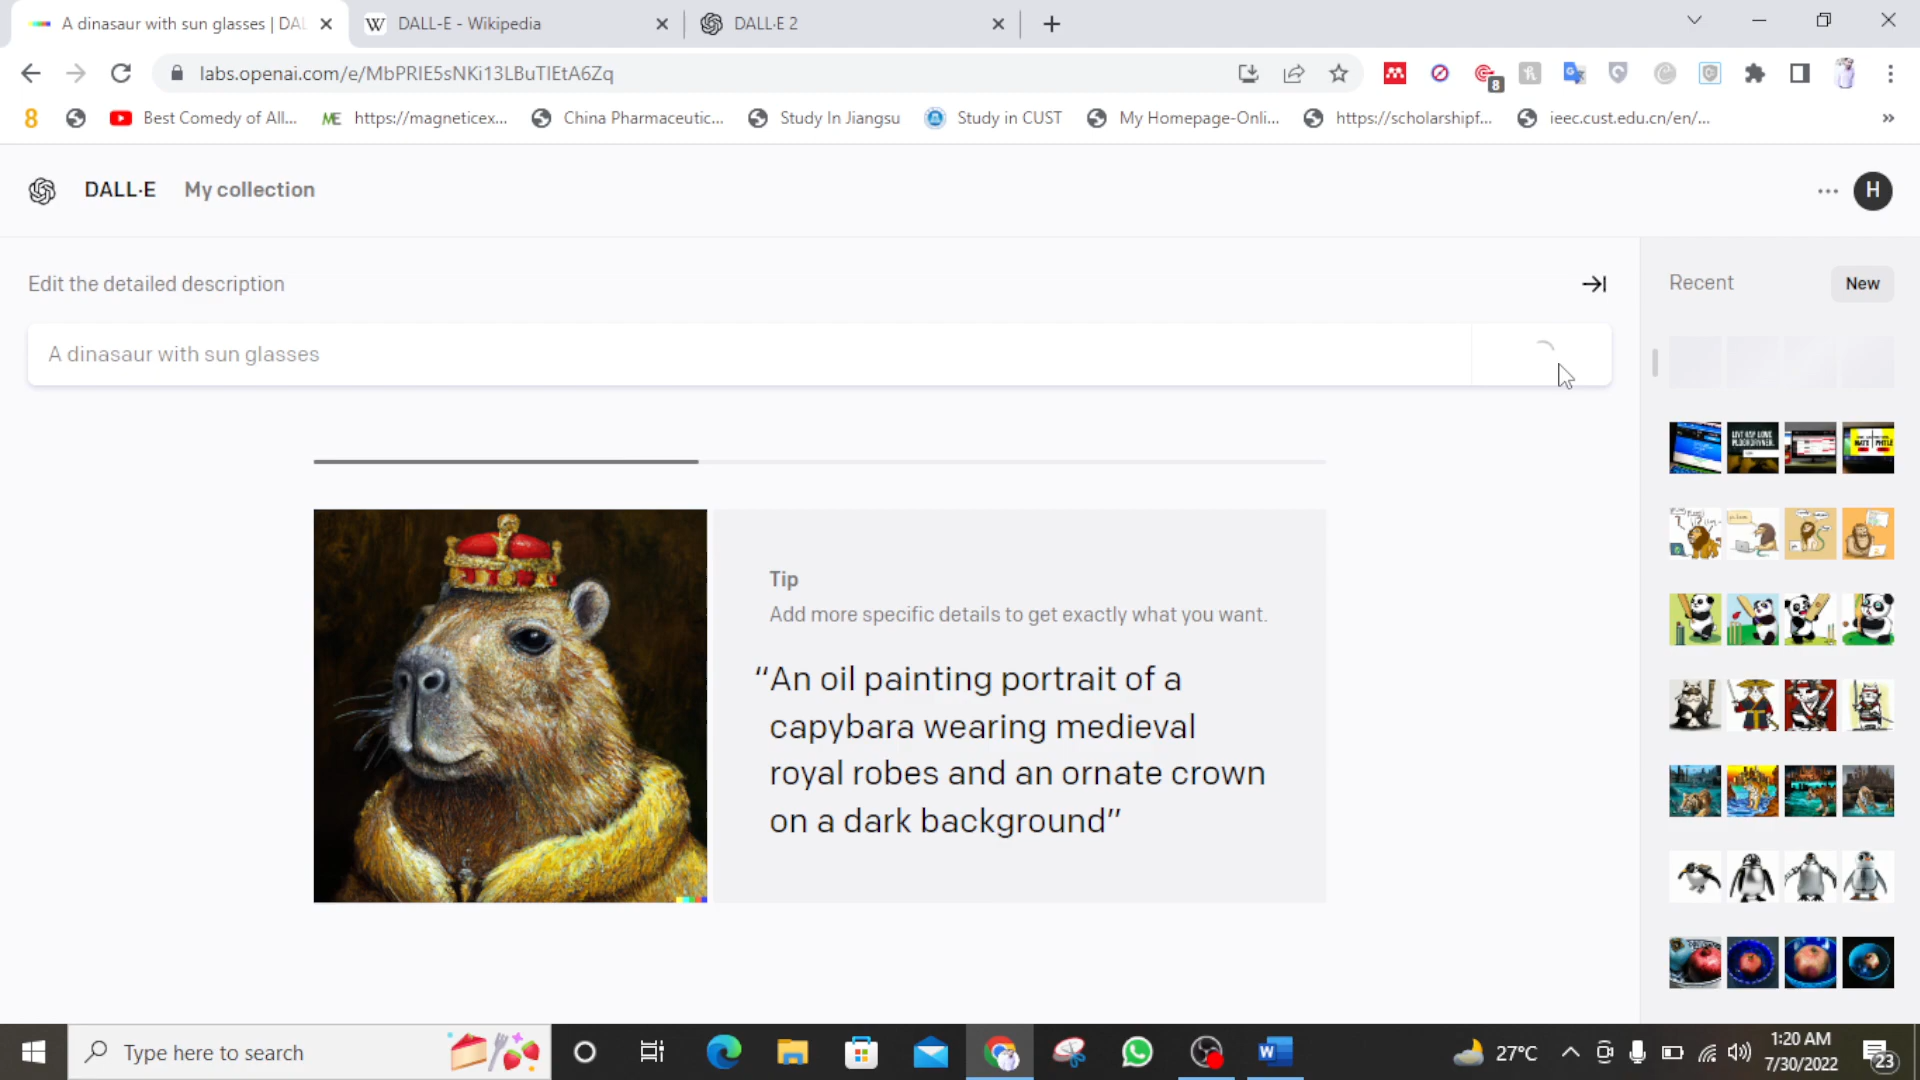 A dinasaur with sun glasses | DAL
DALL-E - Wikipedia
DALL·E 2
labs.openai.com/e/MbPRIE5sNKi13LBuTIEtA6Zq
8
8
Best Comedy of All...
ME
https://magneticex...
China Pharmaceutic...
Study In Jiangsu
Study in CUST
My Homepage-Onli...
https://scholarshipf...
ieec.cust.edu.cn/en/...
DALL·E
My collection
H
Edit the detailed description
Recent
New
A dinasaur with sun glasses
Tip
Add more specific details to get exactly what you want.
“An oil painting portrait of a
capybara wearing medieval
royal robes and an ornate crown
on a dark background”
Type here to search
27°C
1:20 AM
7/30/2022
23